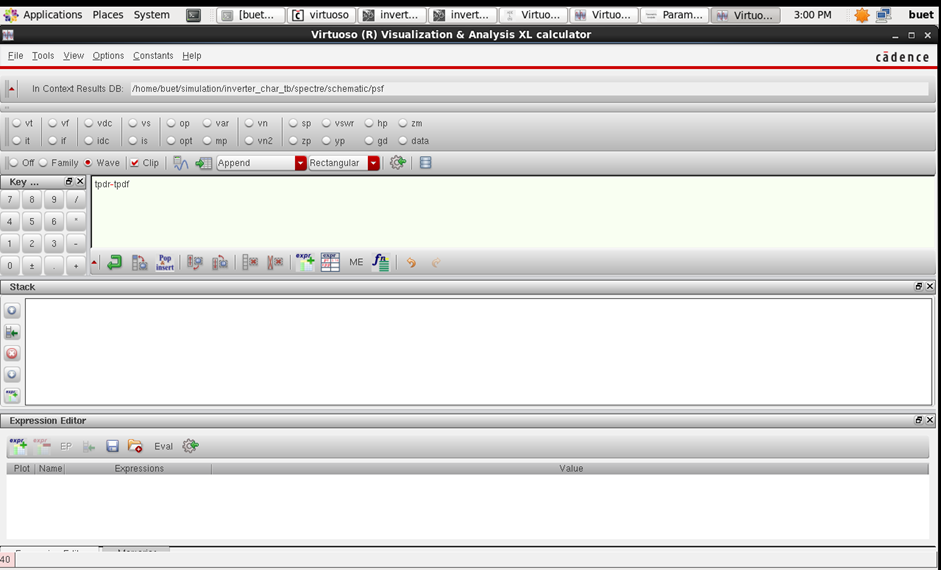 Applications Places System [buet... virtuoso invert... invert... Virtuo... Virtuo... Param... Virtuo... 3:00 PM buet
Virtuoso (R) Visualization & Analysis XL calculator
File Tools View Options Constants Help cādence
In Context Results DB: /home/buet/simulation/inverter_char_tb/spectre/schematic/psf
vt vf vdc vs op var vn sp vswr hp zm
it if idc is opt mp vn2 zp yp gd data
Off Family Wave Clip Append Rectangular
Key ...
tpdr-tpdf
7 8 9 /
4 5 6 *
1 2 3 -
0 ± . +
Pop insert expr expr ME fn
Stack
expr
Expression Editor
expr expr EP Eval
Plot Name Expressions Value
40